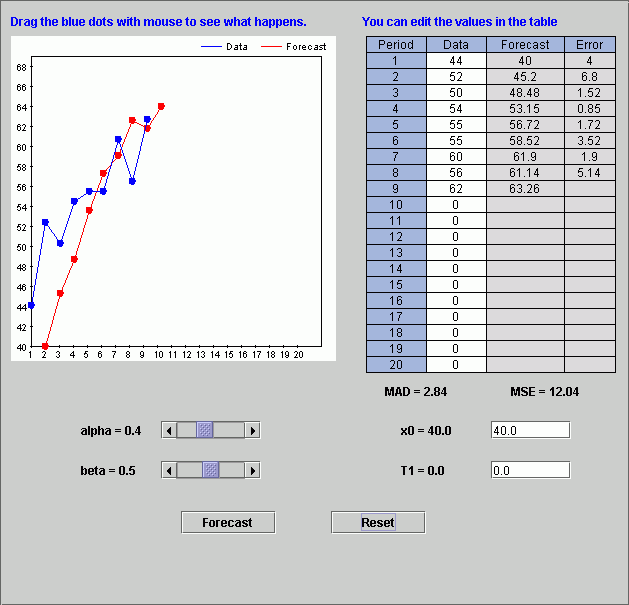 Drag the blue dots with mouse to see what happens.
You can edit the values in the table
Data Forecast
68
66
64
62
60
58
56
54
52
50
48
46
44
42
40
1 2 3 4 5 6 7 8 9 10 11 12 13 14 15 16 17 18 19 20
Period Data Forecast Error
1 44 40 4
2 52 45.2 6.8
3 50 48.48 1.52
4 54 53.15 0.85
5 55 56.72 1.72
6 55 58.52 3.52
7 60 61.9 1.9
8 56 61.14 5.14
9 62 63.26
10 0
11 0
12 0
13 0
14 0
15 0
16 0
17 0
18 0
19 0
20 0
MAD = 2.84 MSE = 12.04
alpha = 0.4
x0 = 40.0 40.0
beta = 0.5
T1 = 0.0 0.0
Forecast Reset